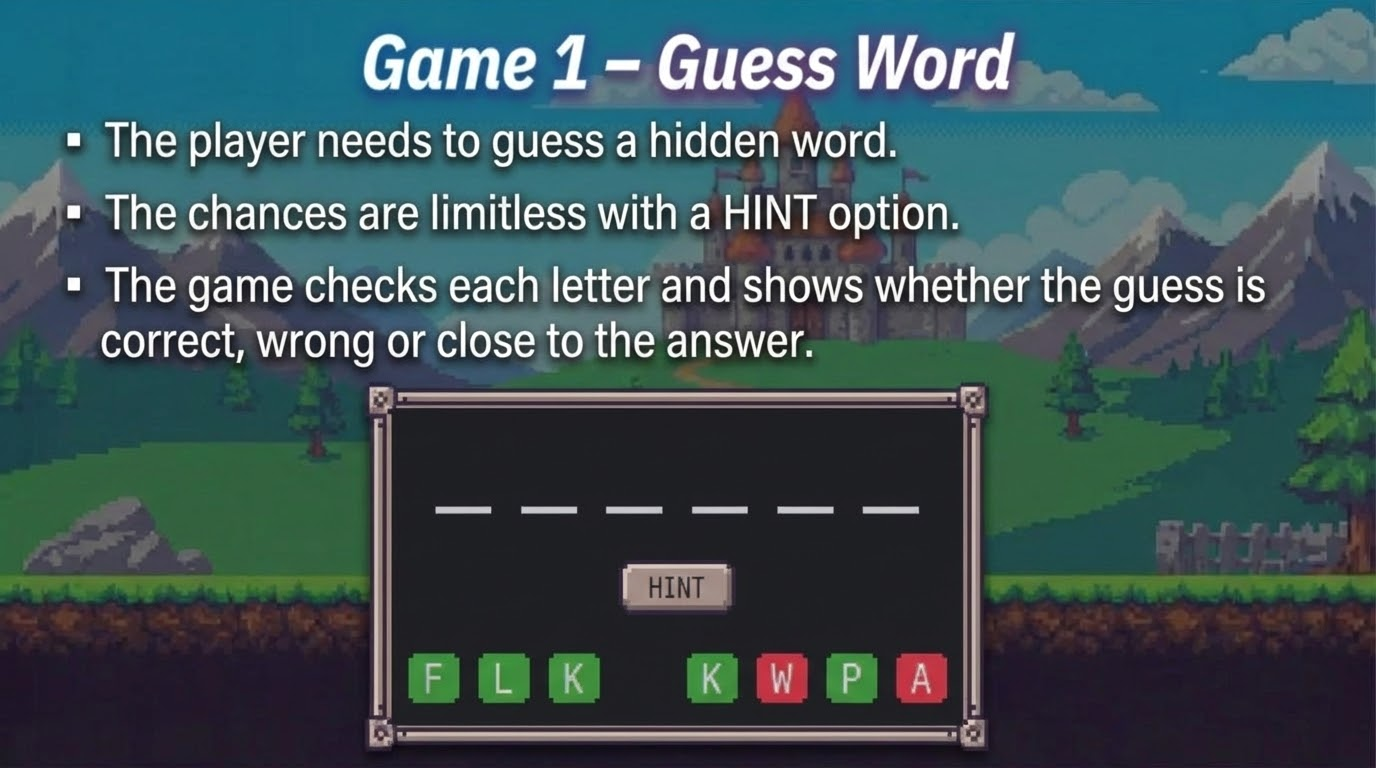 Game 1 – Guess Word
▪ The player needs to guess a hidden word.
▪ The chances are limitless with a HINT option.
▪ The game checks each letter and shows whether the guess is
correct, wrong or close to the answer.
_ _ _ _ _ _
HINT
F L K K W P A